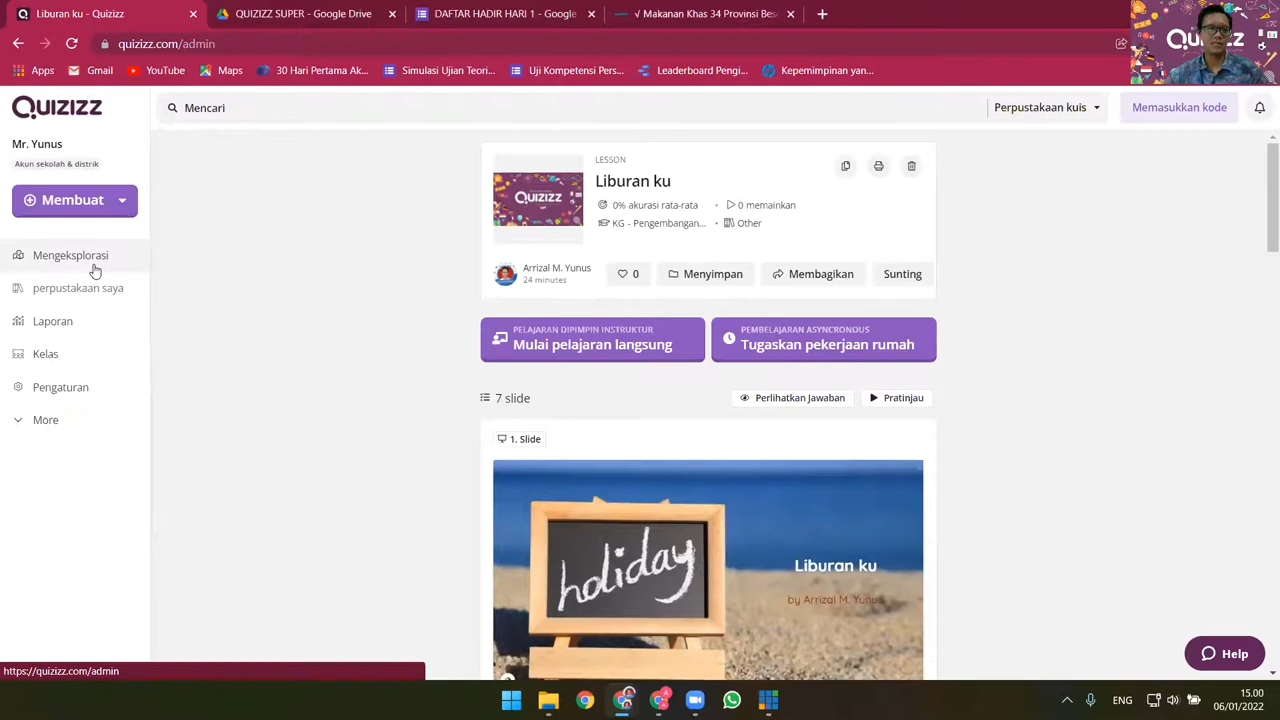 Liburan ku - Quizizz
QUIZIZZ SUPER - Google Drive
DAFTAR HADIR HARI 1 - Google
√ Makanan Khas 34 Provinsi Bes
quizizz.com/admin
Apps
Gmail
YouTube
Maps
30 Hari Pertama Ak...
Simulasi Ujian Teori...
Uji Kompetensi Pers...
Leaderboard Pengi...
Kepemimpinan yan...
QUIZIZZ
Mencari
Perpustakaan kuis
Memasukkan kode
Mr. Yunus
Akun sekolah & distrik
Membuat
Mengeksplorasi
perpustakaan saya
Laporan
Kelas
Pengaturan
More
LESSON
Liburan ku
QUIZIZZ
0% akurasi rata-rata
0 memainkan
KG - Pengembangan...
Other
Arrizal M. Yunus
24 minutes
0
Menyimpan
Membagikan
Sunting
PELAJARAN DIPIMPIN INSTRUKTUR
Mulai pelajaran langsung
PEMBELAJARAN ASYNCRONOUS
Tugaskan pekerjaan rumah
7 slide
Perlihatkan Jawaban
Pratinjau
1. Slide
holiday
Liburan ku
by Arrizal M. Yunus
Help
https://quizizz.com/admin
ENG
15.00
06/01/2022